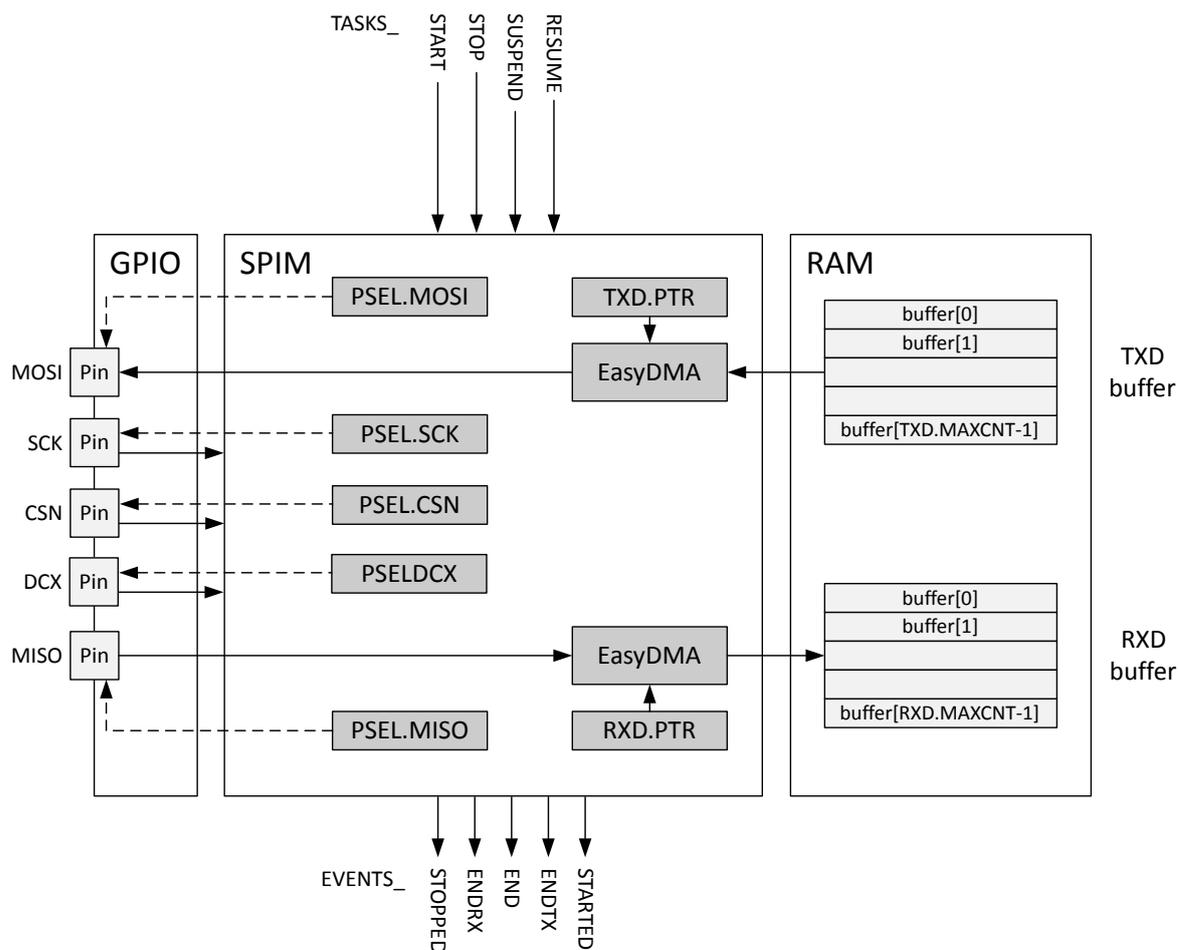 TASKS_
START
STOP
SUSPEND
RESUME
GPIO
SPIM
RAM
PSEL.MOSI
TXD.PTR
buffer[0]
buffer[1]
TXD
buffer
MOSI
Pin
EasyDMA
buffer[TXD.MAXCNT-1]
SCK
Pin
PSEL.SCK
CSN
Pin
PSEL.CSN
DCX
Pin
PSELDCX
buffer[0]
buffer[1]
RXD
buffer
MISO
Pin
EasyDMA
buffer[RXD.MAXCNT-1]
PSEL.MISO
RXD.PTR
EVENTS_
STOPPED
ENDRX
END
ENDTX
STARTED